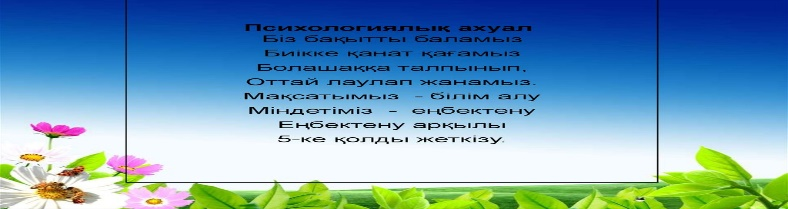 Психологиялық ахуал
Біз бақытты баламыз
Биікке қанат қағамыз
Болашаққа талпынып,
Оттай лаулап жанамыз.
Мақсатымыз - білім алу
Міндетіміз – еңбектену
Еңбектену арқылы
5-ке қолды жеткізу.